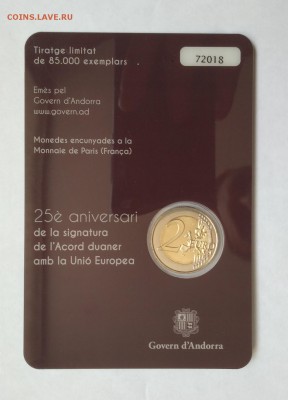 COINS.LAVE.RU
Tiratge limitat
de 85.000 exemplars
72018
Emès pel
Govern d'Andorra
www.govern.ad
Monedes encunyades a la
Monnaie de Paris (França)
25è aniversari
de la signatura
de l'Acord duaner
amb la Unió Europea
2 EURO
Govern d'Andorra